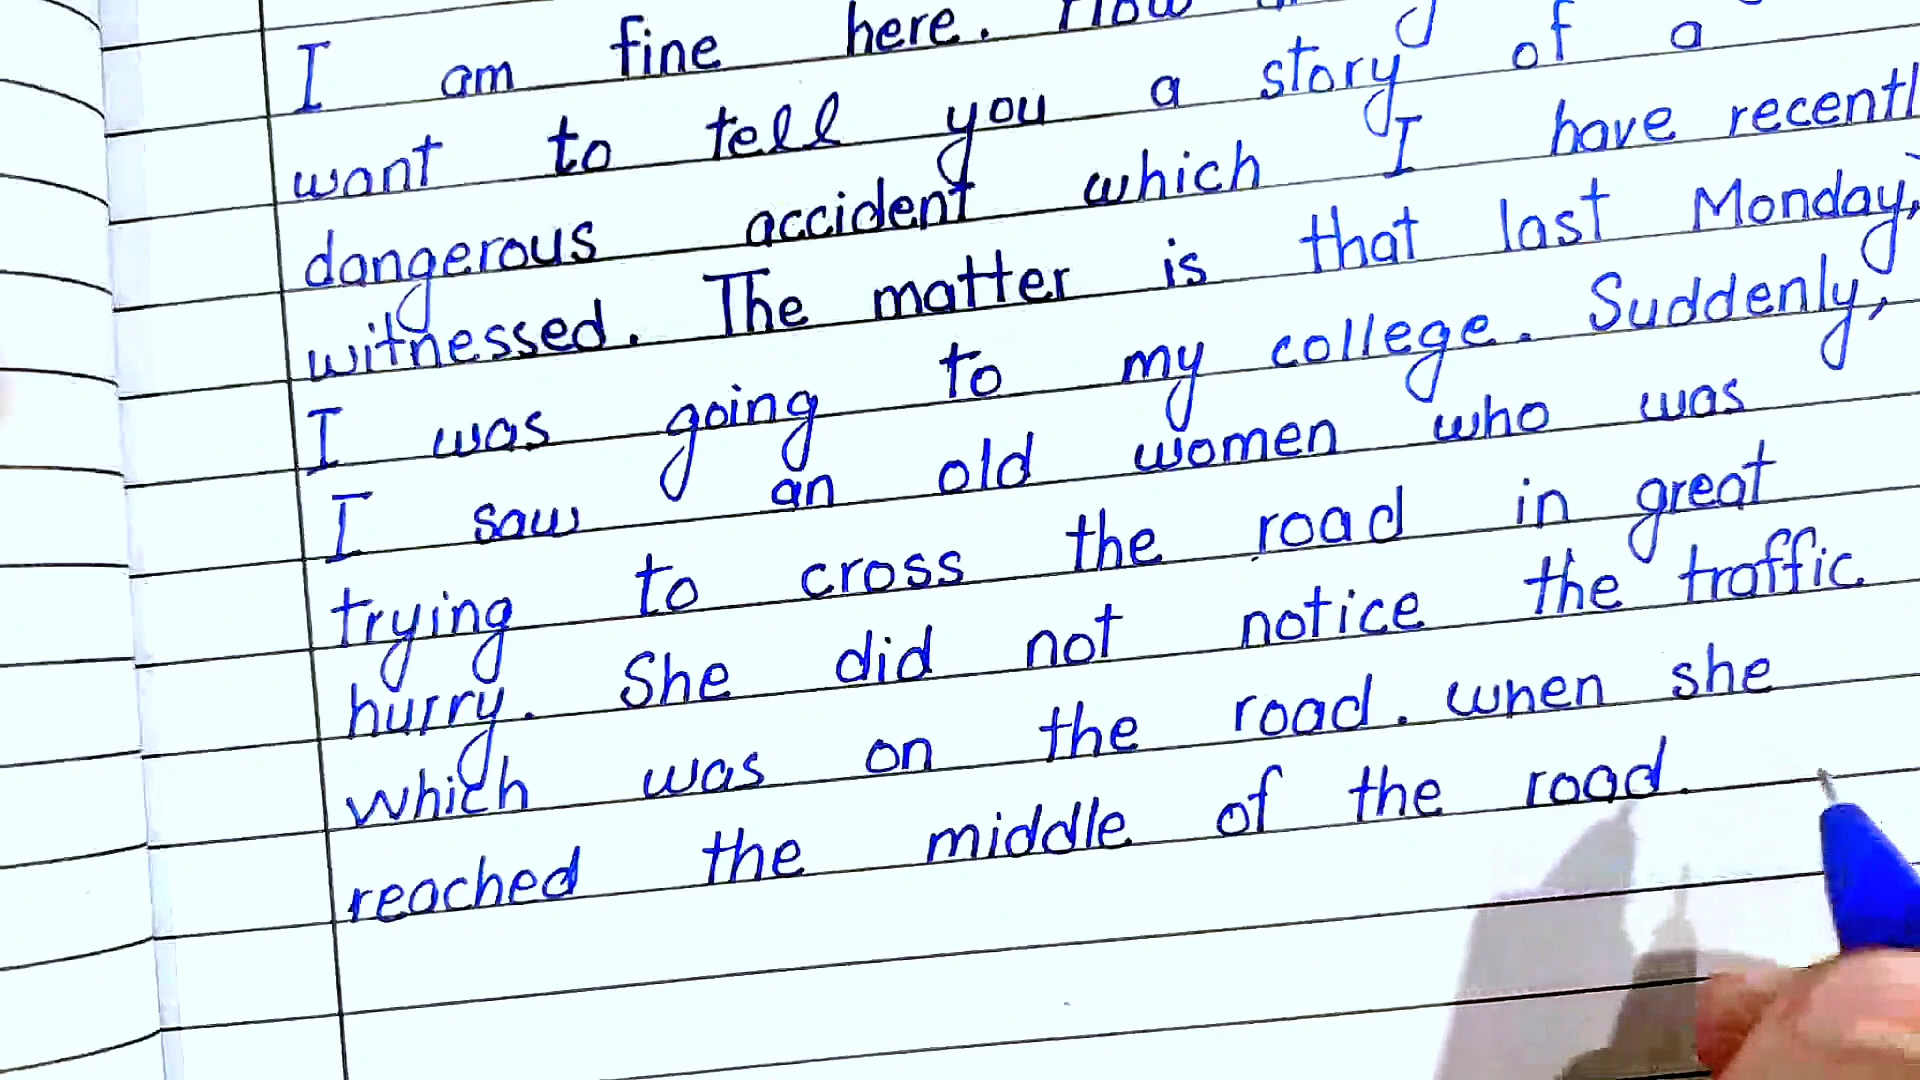 I am fine here. How
want to tell you a story of a
dangerous accident which I have recentl
witnessed. The matter is that last Monday,
I was going to my college. Suddenly,
I saw an old women who was
trying to cross the road in great
hurry. She did not notice the traffic
which was on the road. when she
reached the middle of the road.